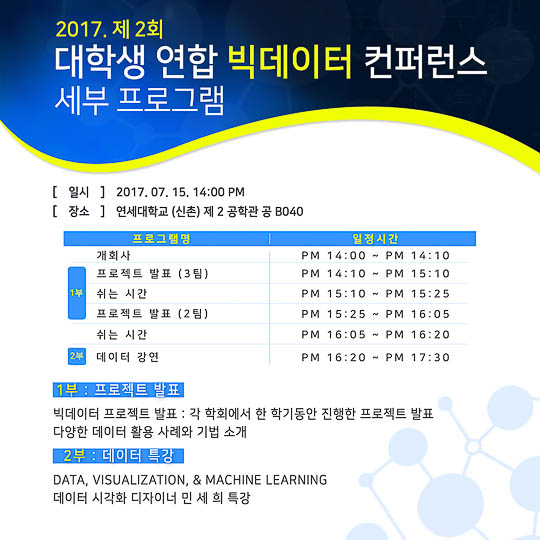 2017. 제 2회
대학생 연합 빅데이터 컨퍼런스
세부 프로그램
[ 일시 ] 2017. 07. 15. 14:00 PM
[ 장소 ] 연세대학교 (신촌) 제 2 공학관 공 B040
프로그램명 일정시간
개회사 PM 14:00 ~ PM 14:10
프로젝트 발표 (3팀) PM 14:10 ~ PM 15:10
1부 쉬는 시간 PM 15:10 ~ PM 15:25
프로젝트 발표 (2팀) PM 15:25 ~ PM 16:05
쉬는 시간 PM 16:05 ~ PM 16:20
2부 데이터 강연 PM 16:20 ~ PM 17:30
1부 : 프로젝트 발표
빅데이터 프로젝트 발표 : 각 학회에서 한 학기동안 진행한 프로젝트 발표
다양한 데이터 활용 사례와 기법 소개
2부 : 데이터 특강
DATA, VISUALIZATION, & MACHINE LEARNING
데이터 시각화 디자이너 민 세 희 특강